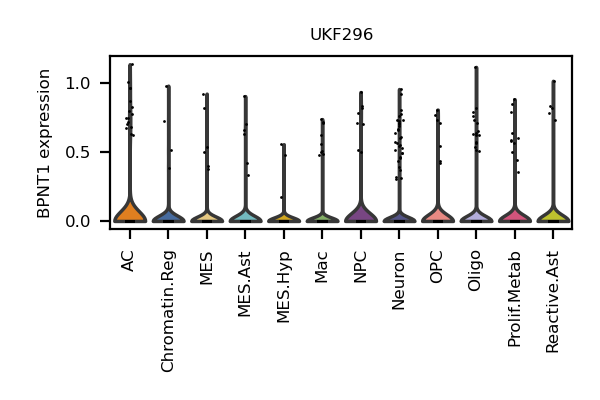 UKF296
BPNT1 expression
1.0
0.5
0.0
AC
Chromatin.Reg
MES
MES.Ast
MES.Hyp
Mac
NPC
Neuron
OPC
Oligo
Prolif.Metab
Reactive.Ast